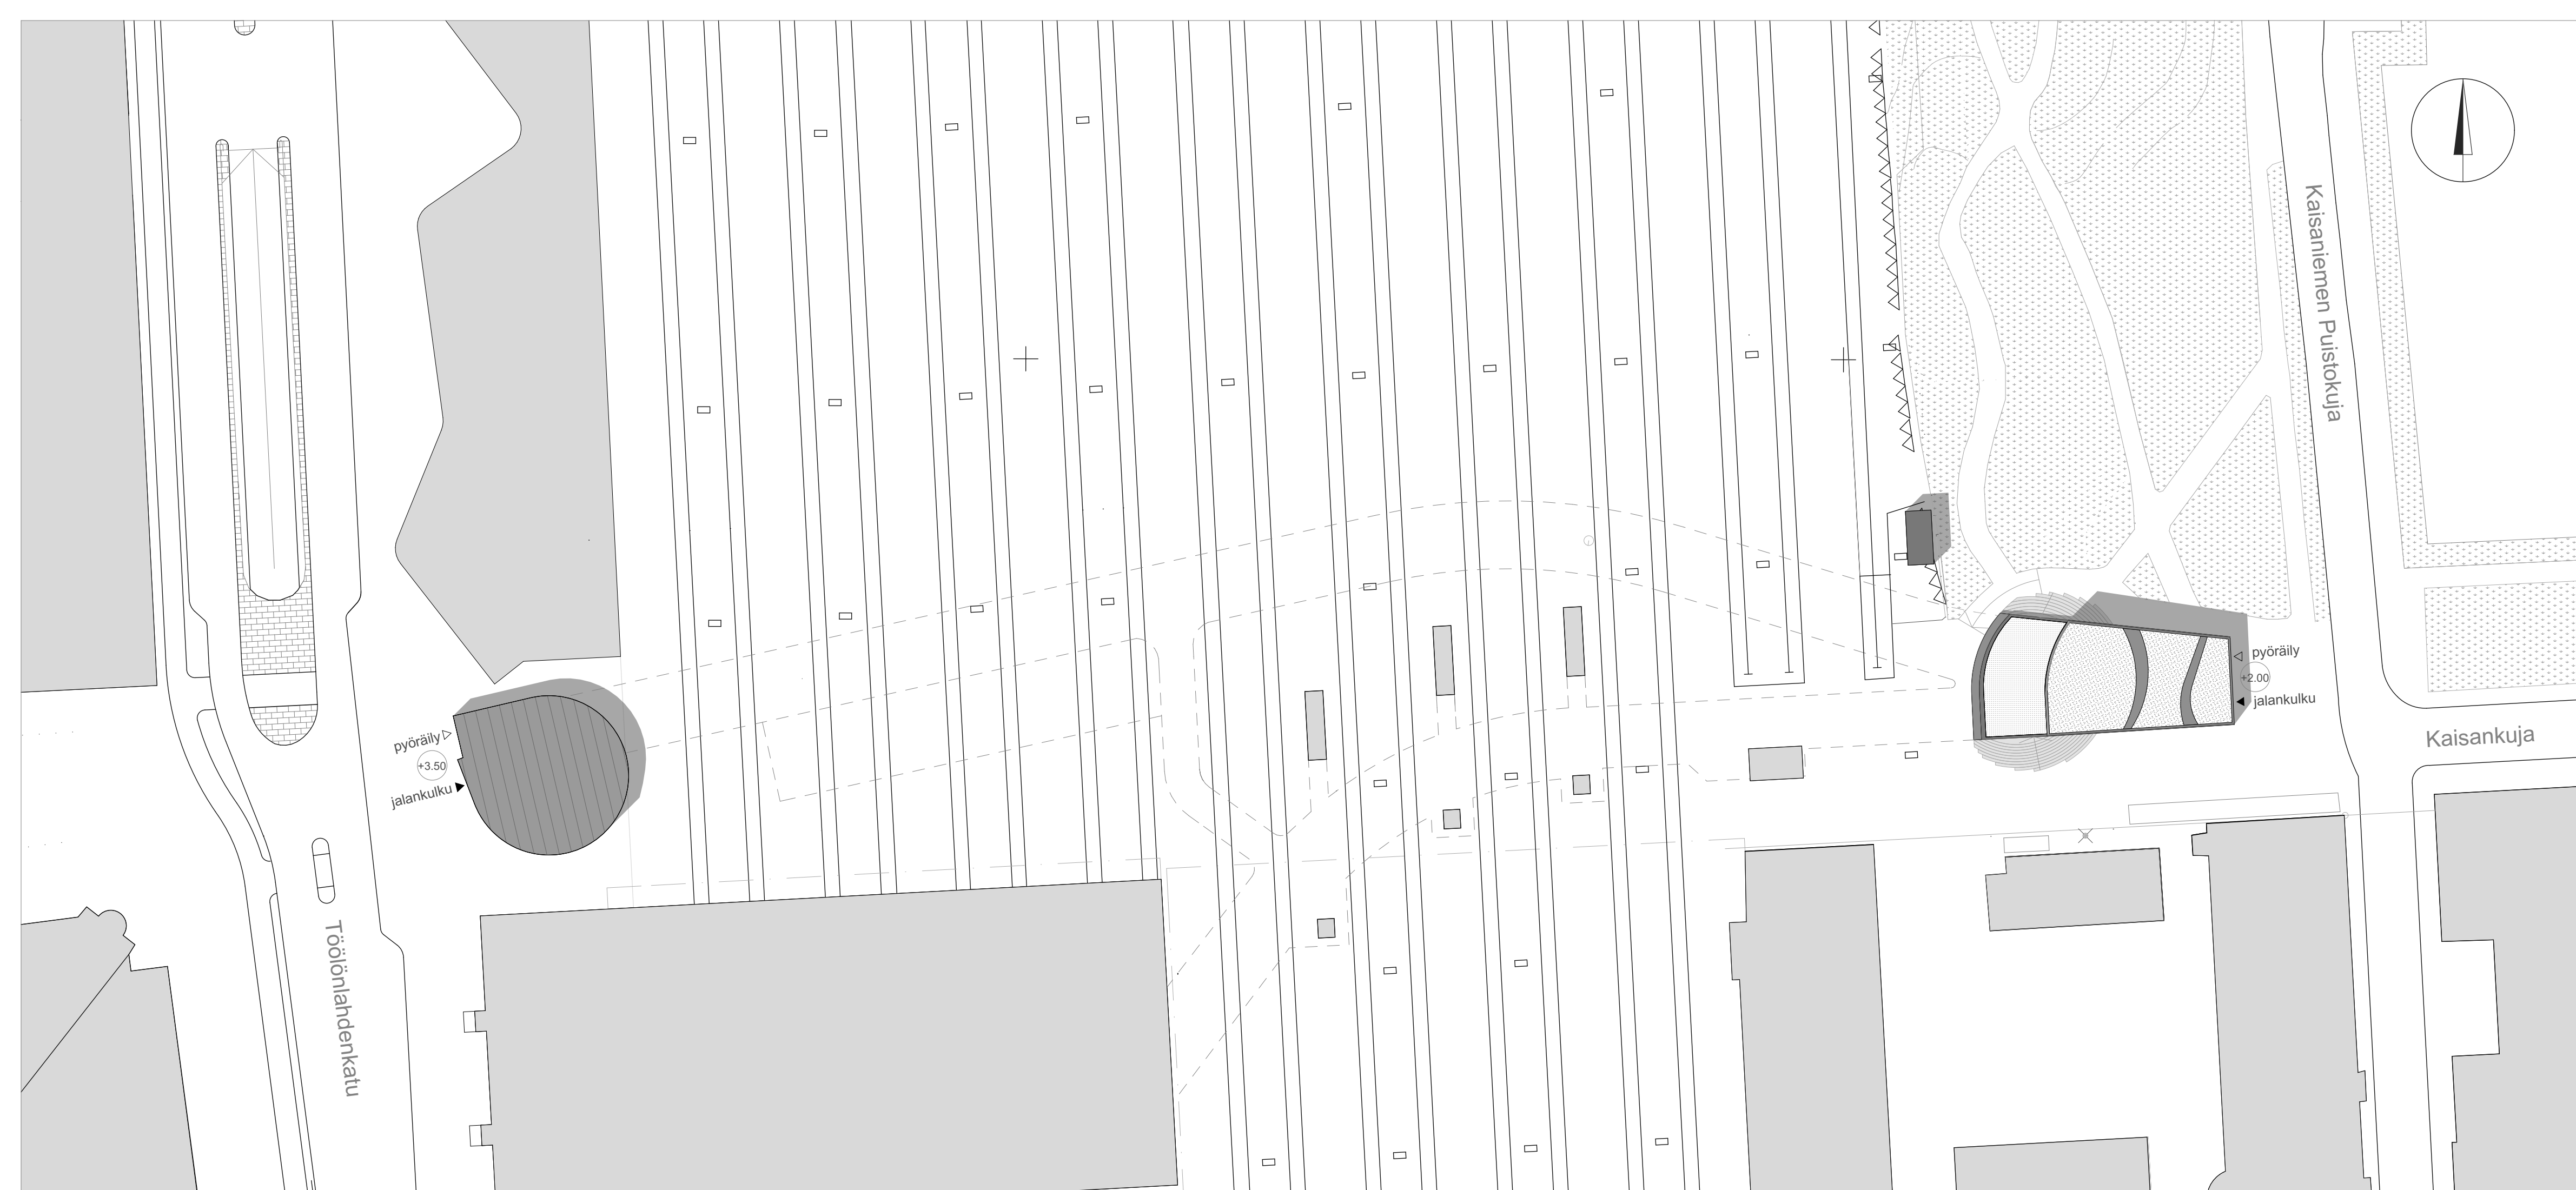 Kaisaniemen Puistokuja
pyöräily
+2.00
jalankulku
pyöräily
+3.50
jalankulku
Kaisankuja
Töölönlahdenkatu